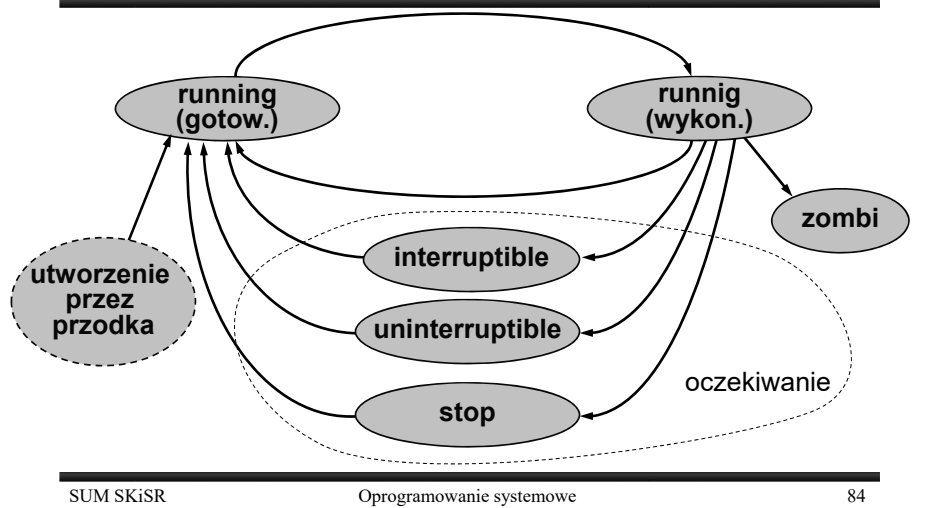 running
(gotow.)
runnig
(wykon.)
zombi
interruptible
utworzenie
przez
przodka
uninterruptible
oczekiwanie
stop
SUM SKiSR
Oprogramowanie systemowe
84